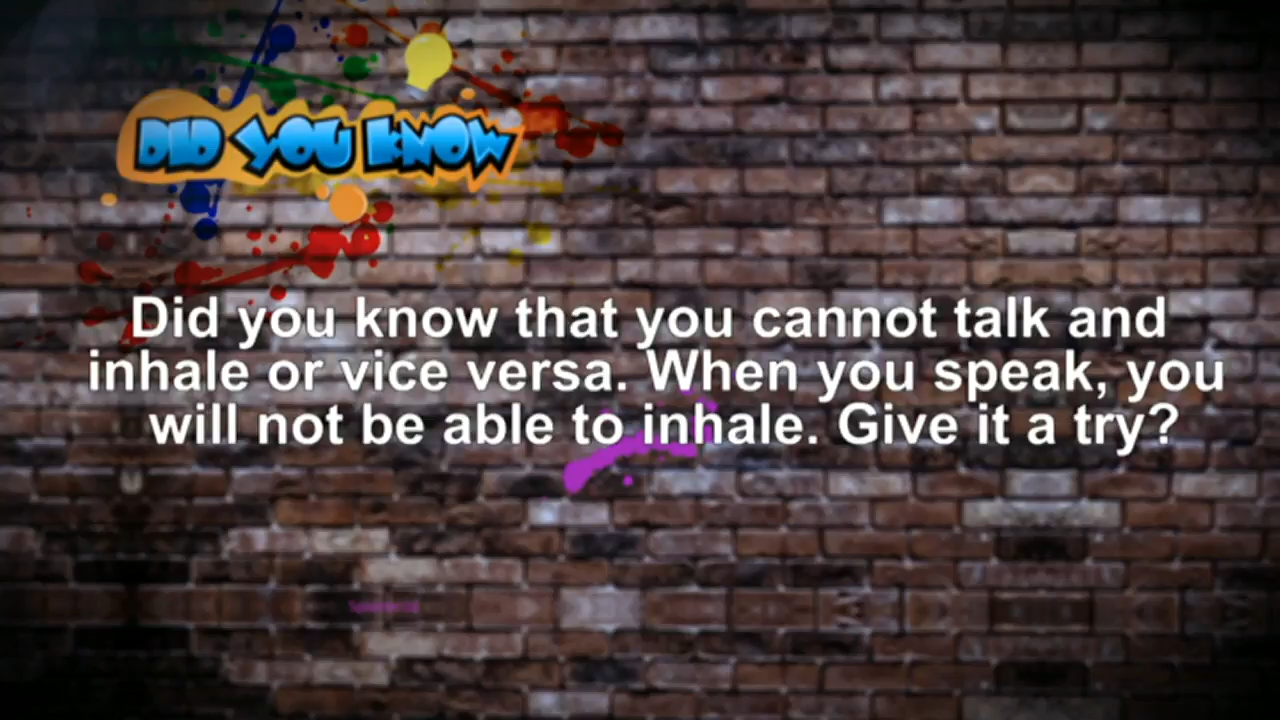 DID YOU KNOW
Did you know that you cannot talk and
inhale or vice versa. When you speak, you
will not be able to inhale. Give it a try?